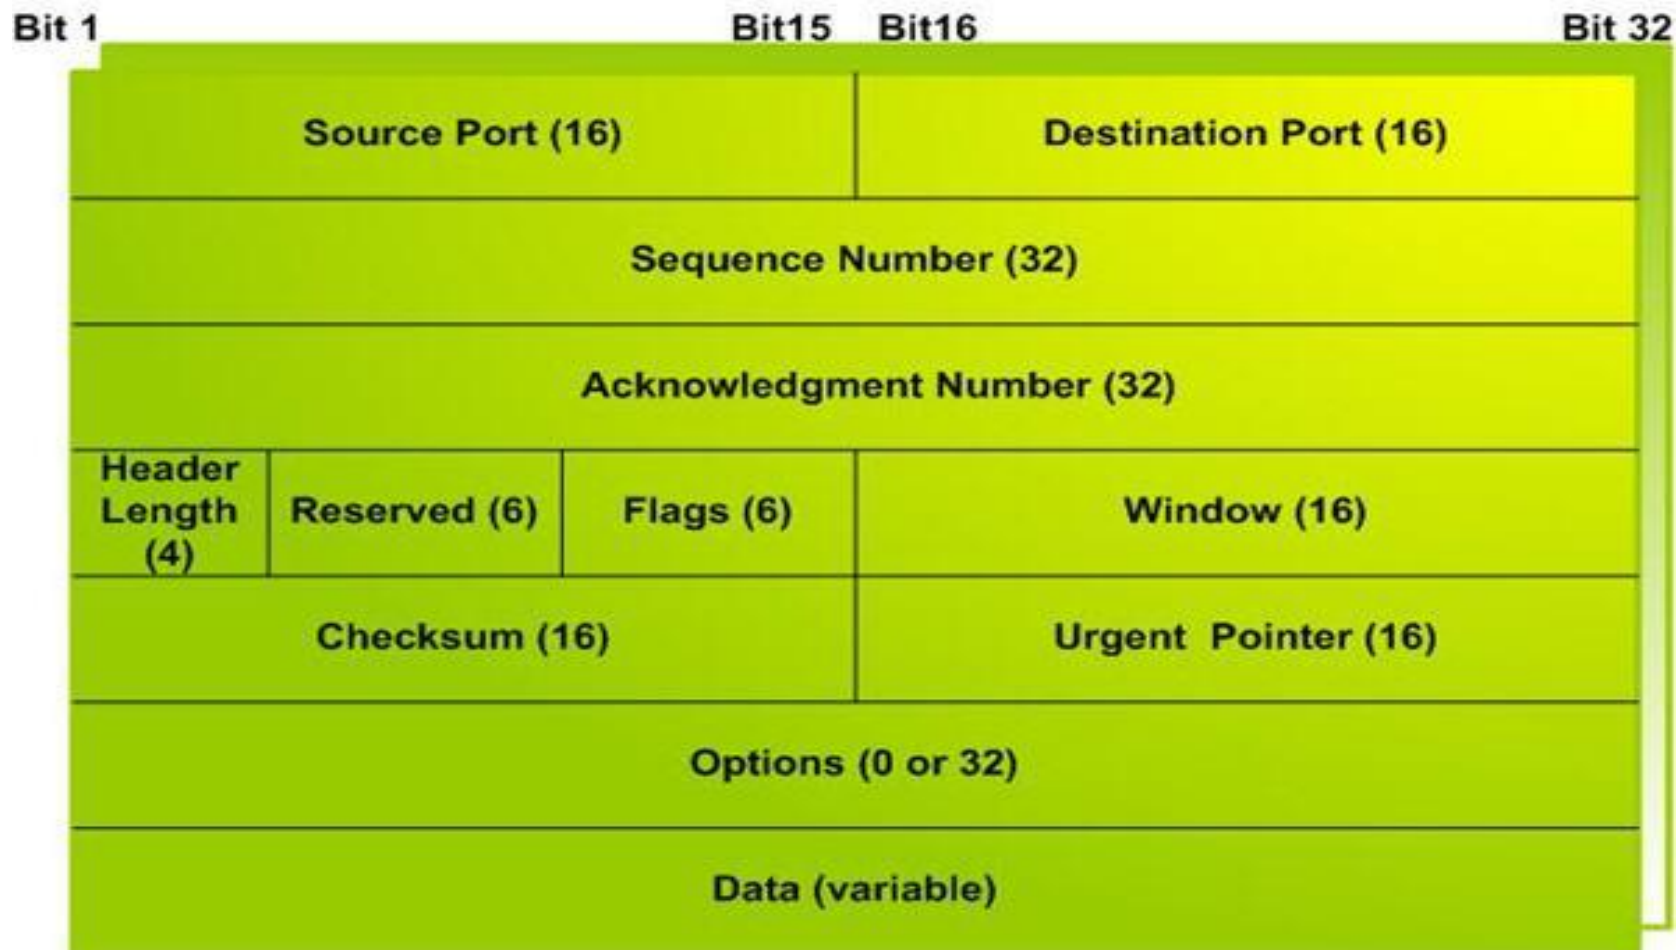 Bit 1 Bit15 Bit16 Bit 32
Source Port (16) Destination Port (16)
Sequence Number (32)
Acknowledgment Number (32)
Header
Length
(4)
Reserved (6) Flags (6) Window (16)
Checksum (16) Urgent Pointer (16)
Options (0 or 32)
Data (variable)